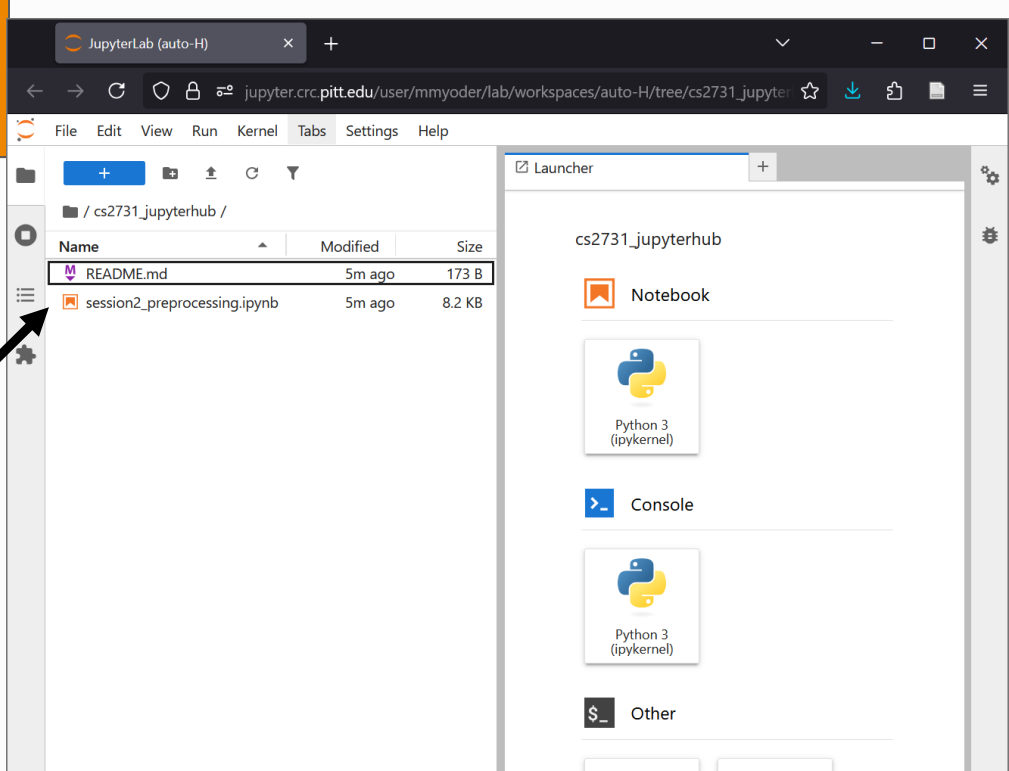 JupyterLab (auto-H)
jupyter.crc.pitt.edu/user/mmyoder/lab/workspaces/auto-H/tree/cs2731_jupyter
File Edit View Run Kernel Tabs Settings Help
/ cs2731_jupyterhub /
Name Modified Size
README.md 5m ago 173 B
session2_preprocessing.ipynb 5m ago 8.2 KB
Launcher
cs2731_jupyterhub
Notebook
Python 3
(ipykernel)
Console
Python 3
(ipykernel)
$_ Other